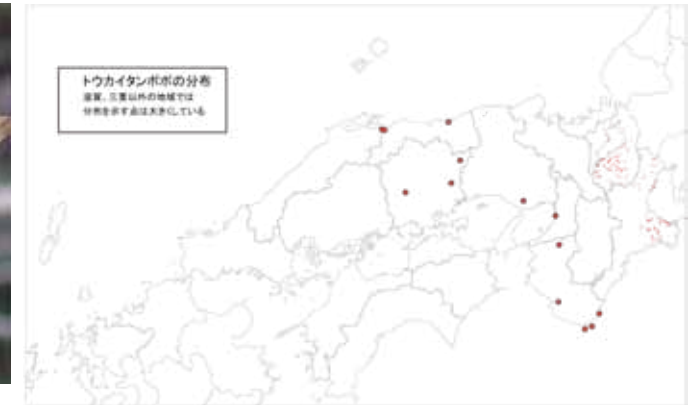 トウカイタンポポの分布
滋賀、三重以外の地域では
分布を示す点は大きくしている